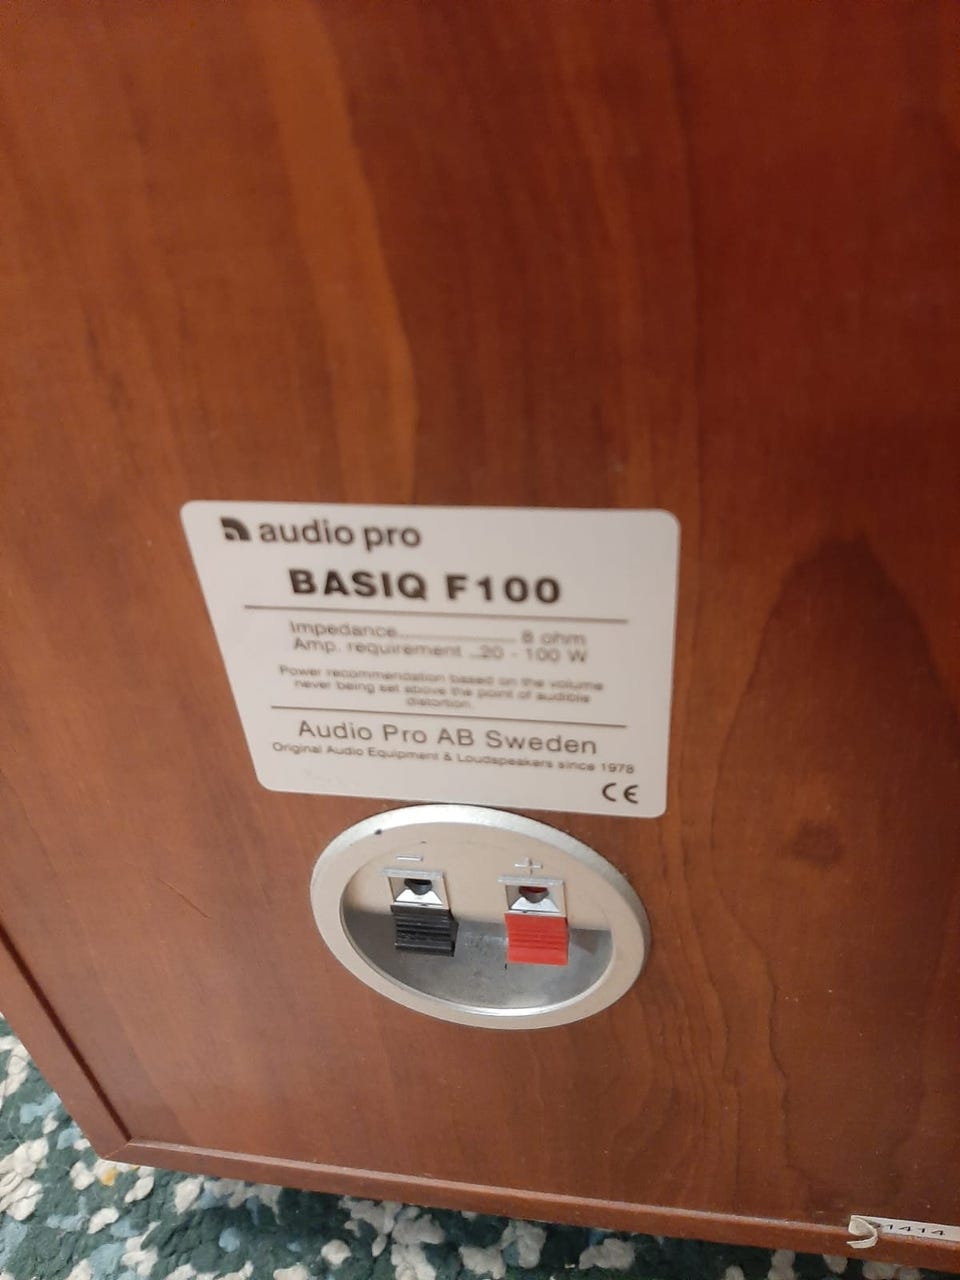 audio pro
BASIQ F100
Impedance.................... 8 ohm
Amp. requirement ..20 - 100 W
Power recommendation based on the volume
never being set above the point of audible
distortion.
Audio Pro AB Sweden
Original Audio Equipment & Loudspeakers since 1978
CE
- +
1414